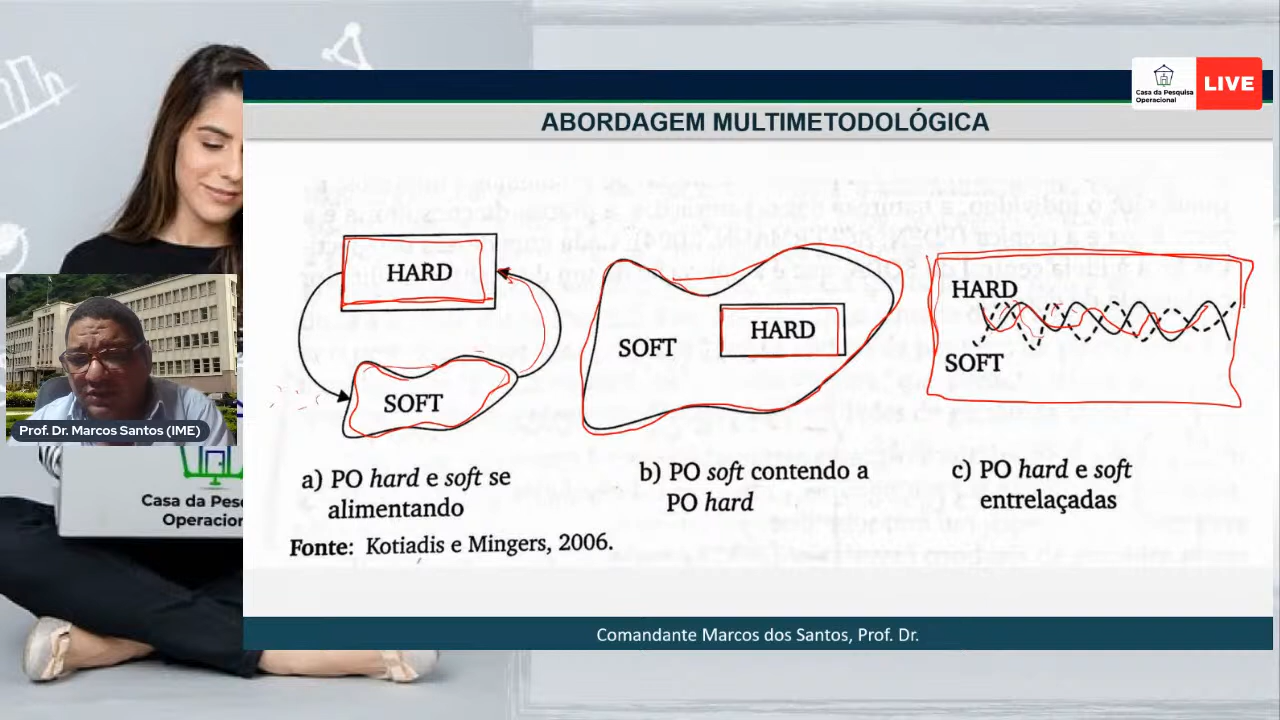 Casa da Pesquisa
Operacional
LIVE
ABORDAGEM MULTIMETODOLÓGICA
HARD
SOFT
SOFT
HARD
HARD
SOFT
a) PO hard e soft se
alimentando
b) PO soft contendo a
PO hard
c) PO hard e soft
entrelaçadas
Fonte: Kotiadis e Mingers, 2006.
Prof. Dr. Marcos Santos (IME)
Casa da Pes
Operacion
Comandante Marcos dos Santos, Prof. Dr.